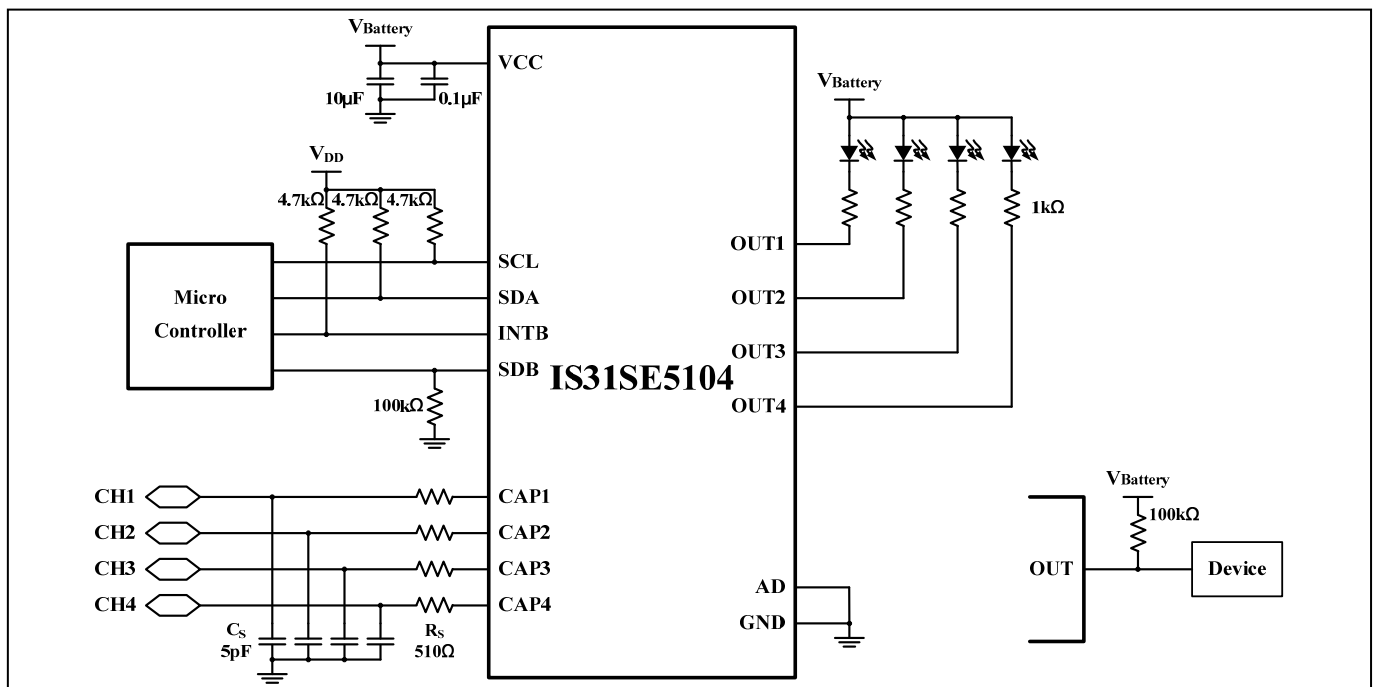 VBattery
VCC
10µF
0.1µF
VDD
4.7kΩ
4.7kΩ
4.7kΩ
Micro
Controller
SCL
SDA
INTB
SDB
100kΩ
IS31SE5104
VBattery
1kΩ
OUT1
OUT2
OUT3
OUT4
CH1
CH2
CH3
CH4
CAP1
CAP2
CAP3
CAP4
CS
5pF
RS
510Ω
AD
GND
VBattery
100kΩ
OUT
Device